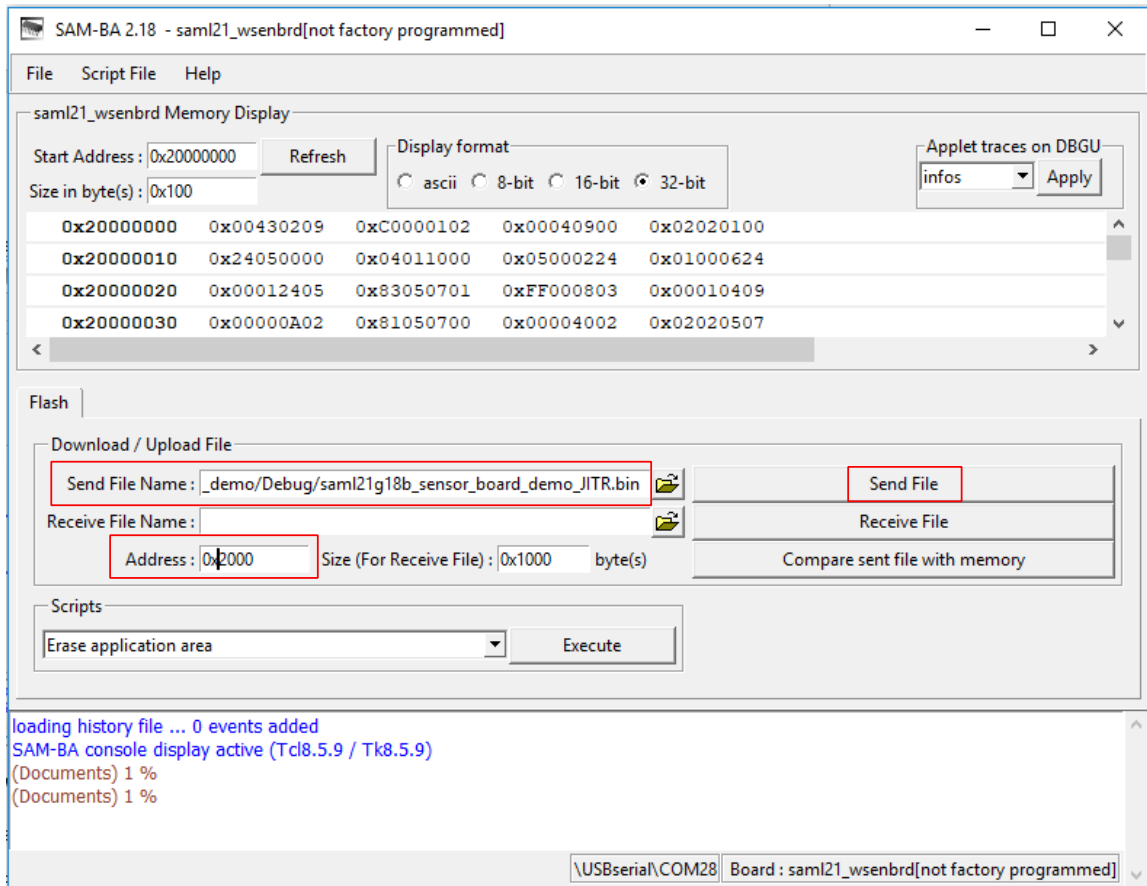 SAM-BA 2.18 - saml21_wsenbrd[not factory programmed]
File Script File Help
saml21_wsenbrd Memory Display
Start Address : 0x20000000 Refresh
Size in byte(s) : 0x100
Display format
ascii 8-bit 16-bit 32-bit
Applet traces on DBGU
infos Apply
0x20000000 0x00430209 0xC0000102 0x00040900 0x02020100
0x20000010 0x24050000 0x04011000 0x05000224 0x01000624
0x20000020 0x00012405 0x83050701 0xFF000803 0x00010409
0x20000030 0x00000A02 0x81050700 0x00004002 0x02020507
Flash
Download / Upload File
Send File Name : _demo/Debug/saml21g18b_sensor_board_demo_JITR.bin Send File
Receive File Name : Receive File
Address : 0x2000 Size (For Receive File) : 0x1000 byte(s) Compare sent file with memory
Scripts
Erase application area Execute
loading history file ... 0 events added
SAM-BA console display active (Tcl8.5.9 / Tk8.5.9)
(Documents) 1 %
(Documents) 1 %
\USBserial\COM28 Board : saml21_wsenbrd[not factory programmed]